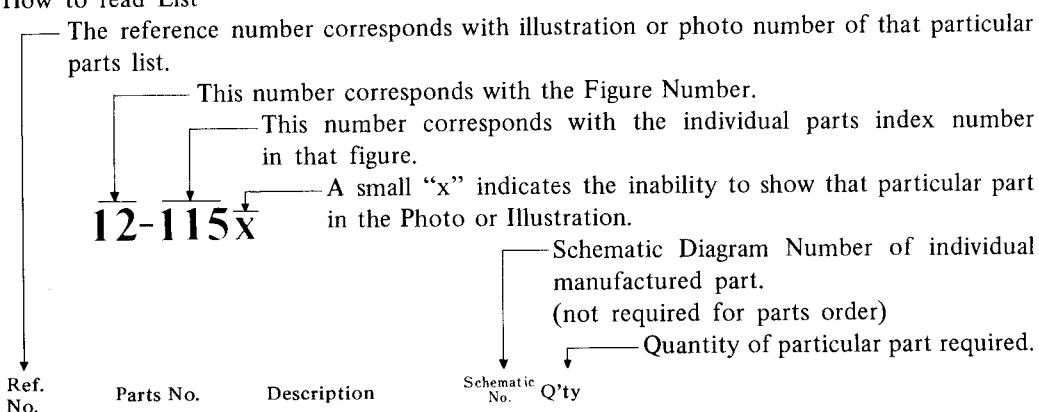 How to read List
The reference number corresponds with illustration or photo number of that particular
parts list.
This number corresponds with the Figure Number.
This number corresponds with the individual parts index number
in that figure.
A small “x” indicates the inability to show that particular part
in the Photo or Illustration.
12-115x
Schematic Diagram Number of individual
manufactured part.
(not required for parts order)
Quantity of particular part required.
Ref.
No.
Parts No.
Description
Schematic
No.
Q'ty